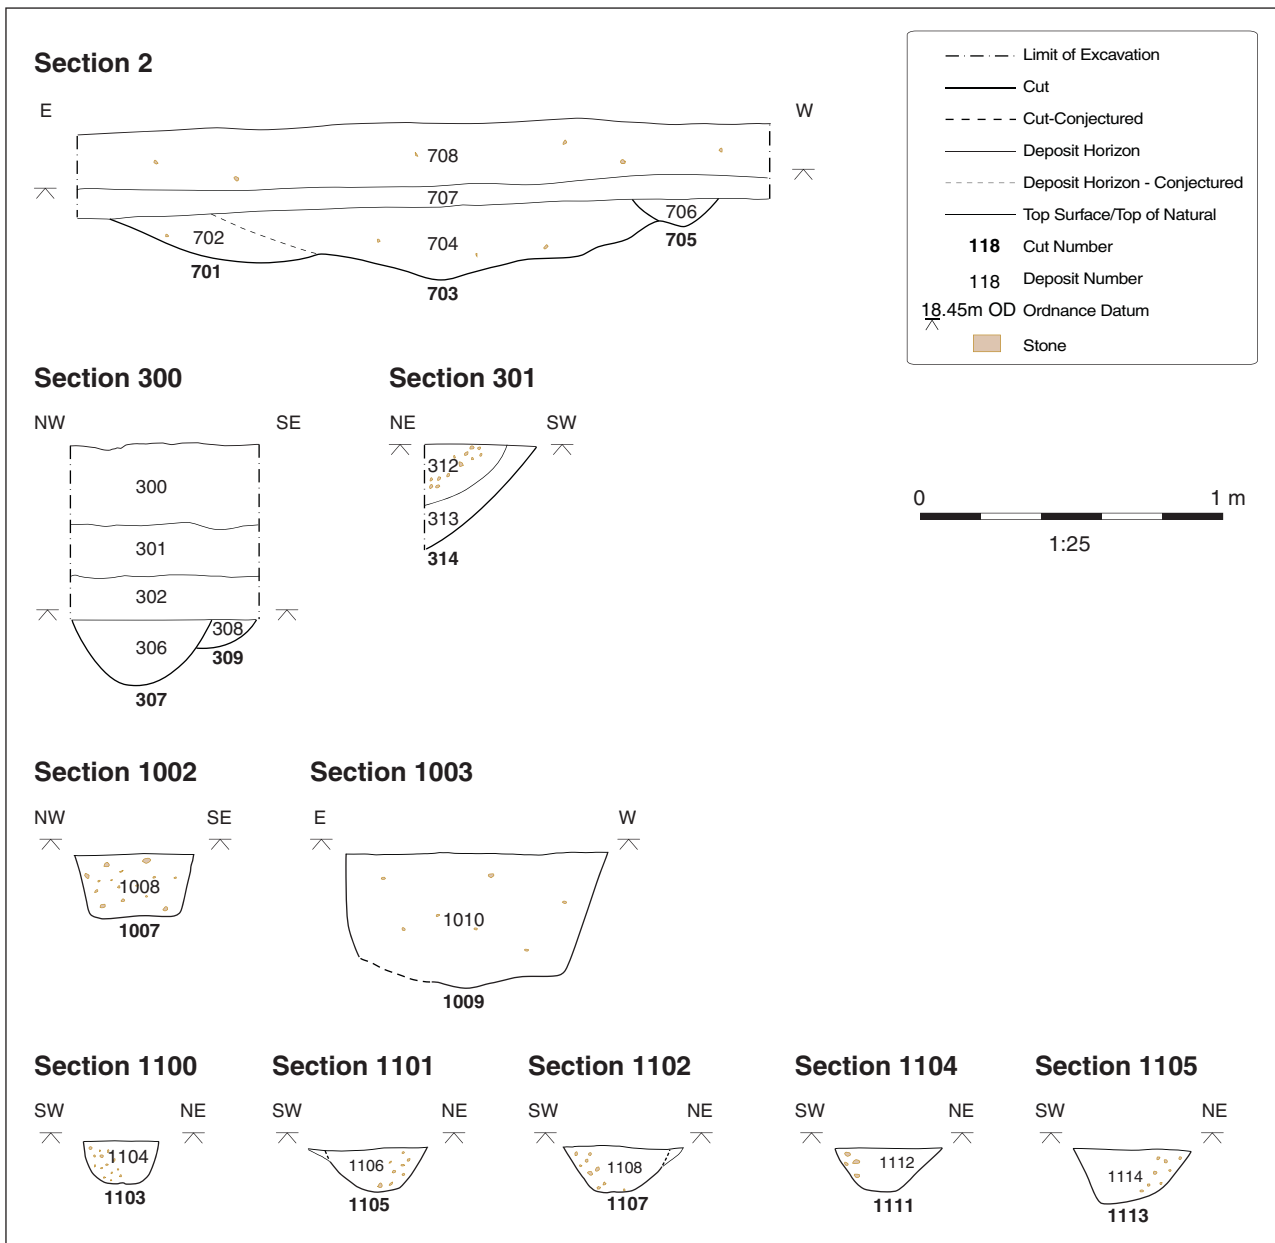 Section 2
E
W
708
707
706
702
704
701
705
703
Limit of Excavation
Cut
Cut-Conjectured
Deposit Horizon
Deposit Horizon - Conjectured
Top Surface/Top of Natural
118 Cut Number
118 Deposit Number
18.45m OD Ordnance Datum
Stone
Section 300
NW
SE
300
301
302
308
306
309
307
Section 301
NE
SW
312
313
314
0
1 m
1:25
Section 1002
NW
SE
1008
1007
Section 1003
E
W
1010
1009
Section 1100
SW
NE
1104
1103
Section 1101
SW
NE
1106
1105
Section 1102
SW
NE
1108
1107
Section 1104
SW
NE
1112
1111
Section 1105
SW
NE
1114
1113